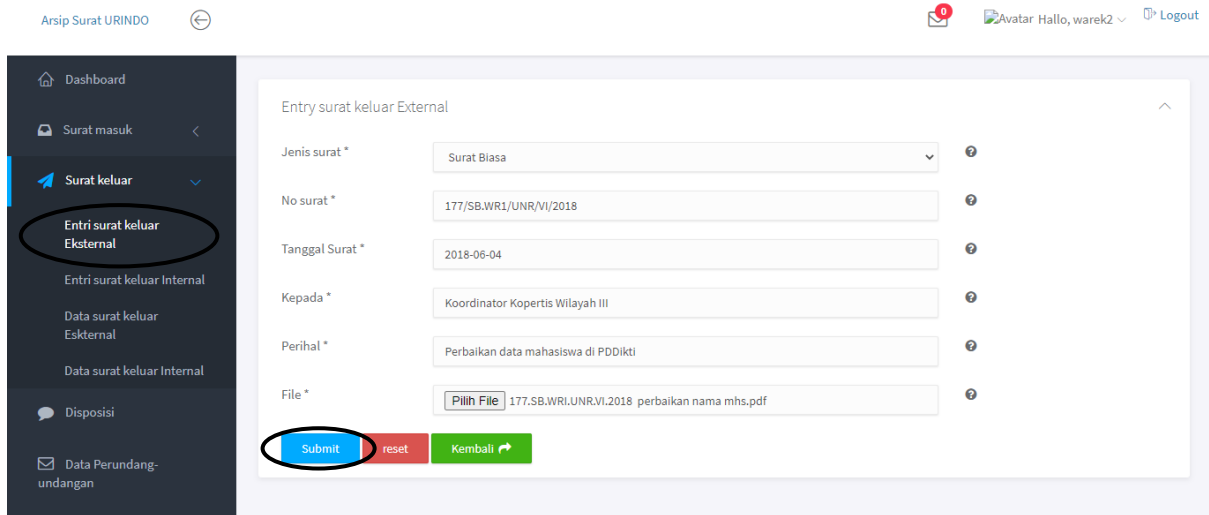 Arsip Surat URINDO
0
Avatar Hallo, warek2
Logout
Dashboard
Surat masuk
Surat keluar
Entri surat keluar
Eksternal
Entri surat keluar Internal
Data surat keluar
Eskternal
Data surat keluar Internal
Disposisi
Data Perundang-
undangan
Entry surat keluar External
Jenis surat *
Surat Biasa
No surat *
177/SB.WR1/UNR/VI/2018
Tanggal Surat *
2018-06-04
Kepada *
Koordinator Kopertis Wilayah III
Perihal *
Perbaikan data mahasiswa di PDDikti
File *
Pilih File 177.SB.WRI.UNR.VI.2018 perbaikan nama mhs.pdf
Submit
reset
Kembali